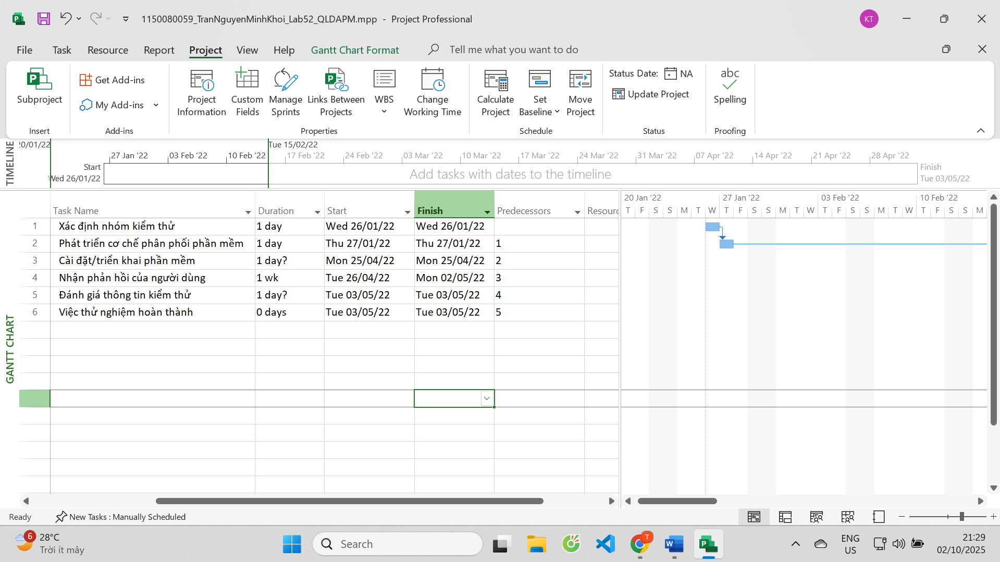 1150080059_TranNguyenMinhKhoi_Lab52_QLDAPM.mpp - Project Professional
KT
File Task Resource Report Project View Help Gantt Chart Format Tell me what you want to do
Subproject
Insert
Get Add-ins
My Add-ins
Add-ins
Project Information
Custom Fields
Manage Sprints
Links Between Projects
WBS
Change Working Time
Properties
Calculate Project
Set Baseline
Move Project
Schedule
Status Date: NA
Update Project
Status
abc
Spelling
Proofing
TIMELINE
20/01/22
Tue 15/02/22
27 Jan '22 03 Feb '22 10 Feb '22 17 Feb '22 24 Feb '22 03 Mar '22 10 Mar '22 17 Mar '22 24 Mar '22 31 Mar '22 07 Apr '22 14 Apr '22 21 Apr '22 28 Apr '22
Start
Wed 26/01/22
Add tasks with dates to the timeline
Finish
Tue 03/05/22
GANTT CHART
Task Name Duration Start Finish Predecessors Resourc
1 Xác định nhóm kiểm thử 1 day Wed 26/01/22 Wed 26/01/22
2 Phát triển cơ chế phân phối phần mềm 1 day Thu 27/01/22 Thu 27/01/22 1
3 Cài đặt/triển khai phần mềm 1 day? Mon 25/04/22 Mon 25/04/22 2
4 Nhận phản hồi của người dùng 1 wk Tue 26/04/22 Mon 02/05/22 3
5 Đánh giá thông tin kiểm thử 1 day? Tue 03/05/22 Tue 03/05/22 4
6 Việc thử nghiệm hoàn thành 0 days Tue 03/05/22 Tue 03/05/22 5
20 Jan '22 27 Jan '22 03 Feb '22 10 Feb '22
T F S S M T W T F S S M T W T F S S M T W T F S S M
Ready New Tasks : Manually Scheduled
6
28°C
Trời ít mây
Search
T
ENG
US
21:29
02/10/2025